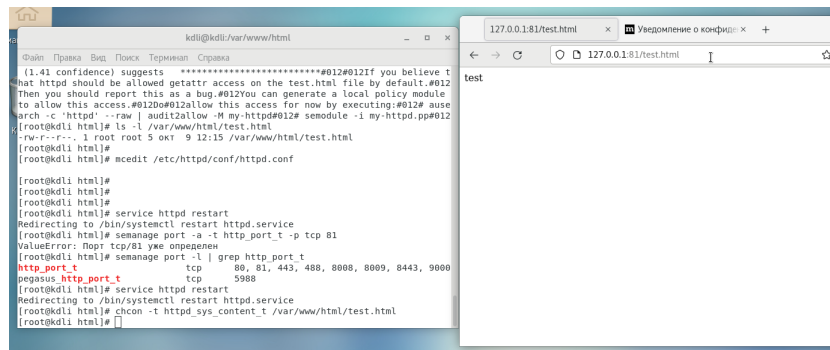 kdli@kdli:/var/www/html
Файл Правка Вид Поиск Терминал Справка
(1.41 confidence) suggests **************************#012#012If you believe t
hat httpd should be allowed getattr access on the test.html file by default.#012
Then you should report this as a bug.#012You can generate a local policy module
to allow this access.#012Do#012allow this access for now by executing:#012# ause
arch -c 'httpd' --raw | audit2allow -M my-httpd#012# semodule -i my-httpd.pp#012
[root@kdli html]# ls -l /var/www/html/test.html
-rw-r--r--. 1 root root 5 окт  9 12:15 /var/www/html/test.html
[root@kdli html]#
[root@kdli html]# mcedit /etc/httpd/conf/httpd.conf
[root@kdli html]#
[root@kdli html]#
[root@kdli html]#
[root@kdli html]# service httpd restart
Redirecting to /bin/systemctl restart httpd.service
[root@kdli html]# semanage port -a -t http_port_t -p tcp 81
ValueError: Порт tcp/81 уже определен
[root@kdli html]# semanage port -l | grep http_port_t
http_port_t                    tcp      80, 81, 443, 488, 8008, 8009, 8443, 9000
pegasus_http_port_t            tcp      5988
[root@kdli html]# service httpd restart
Redirecting to /bin/systemctl restart httpd.service
[root@kdli html]# chcon -t httpd_sys_content_t /var/www/html/test.html
[root@kdli html]#
127.0.0.1:81/test.html
Уведомление о конфиде
127.0.0.1:81/test.html
test